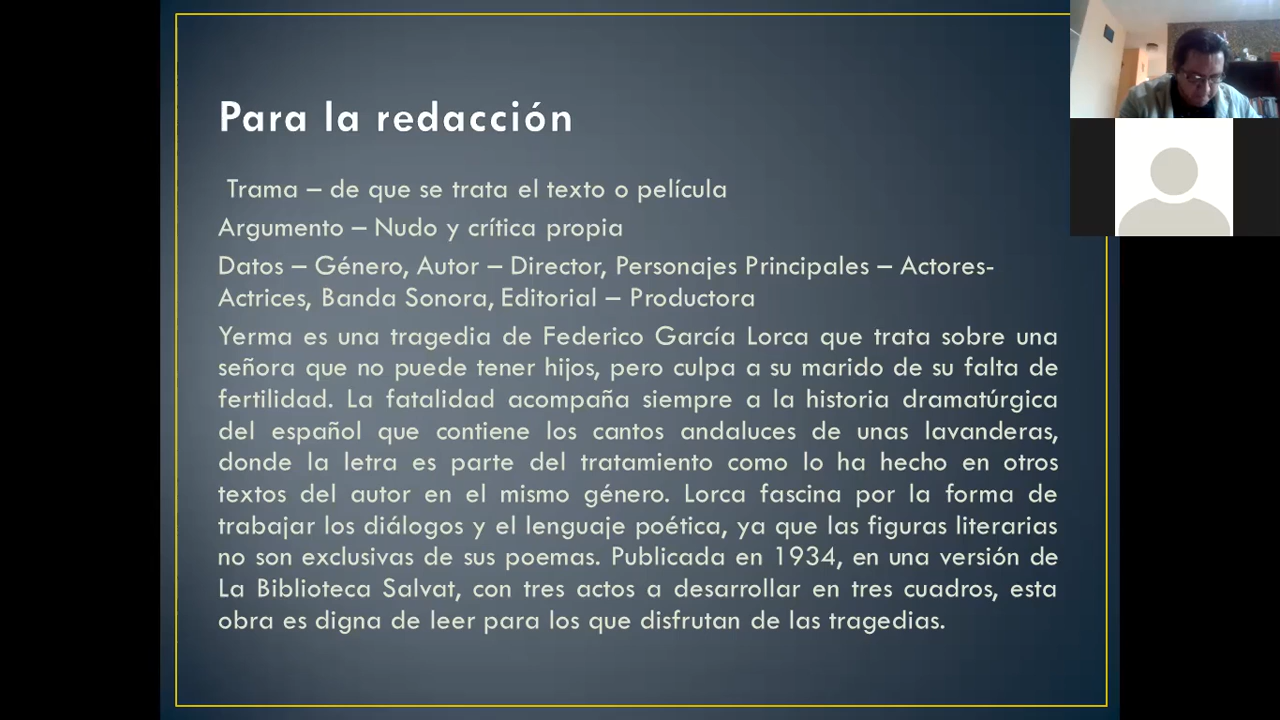 Para la redacción
Trama – de que se trata el texto o película
Argumento – Nudo y crítica propia
Datos – Género, Autor – Director, Personajes Principales – Actores-
Actrices, Banda Sonora, Editorial – Productora
Yerma es una tragedia de Federico García Lorca que trata sobre una
señora que no puede tener hijos, pero culpa a su marido de su falta de
fertilidad. La fatalidad acompaña siempre a la historia dramatúrgica
del español que contiene los cantos andaluces de unas lavanderas,
donde la letra es parte del tratamiento como lo ha hecho en otros
textos del autor en el mismo género. Lorca fascina por la forma de
trabajar los diálogos y el lenguaje poética, ya que las figuras literarias
no son exclusivas de sus poemas. Publicada en 1934, en una versión de
La Biblioteca Salvat, con tres actos a desarrollar en tres cuadros, esta
obra es digna de leer para los que disfrutan de las tragedias.